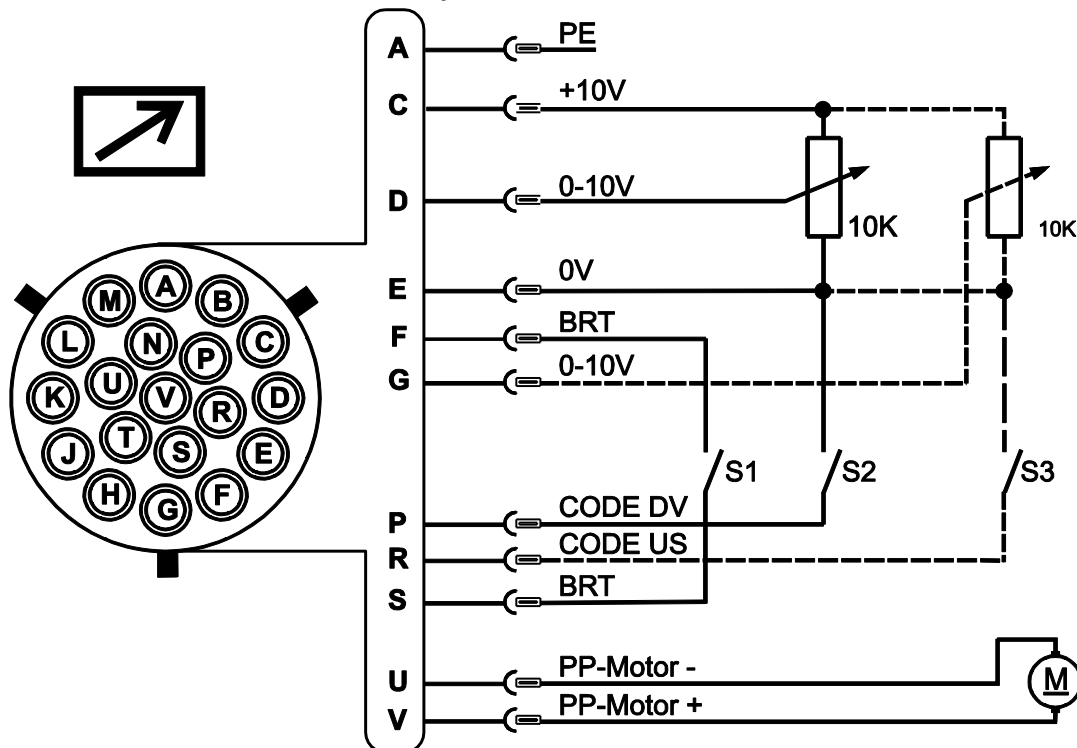 A PE
C +10V
D 0-10V 10K 10K
E 0V
F BRT
G 0-10V
S1 S2 S3
P CODE DV
R CODE US
S BRT
U PP-Motor -
V PP-Motor +
M
M A B
L N P C
K U V R D
J T S E
H G F